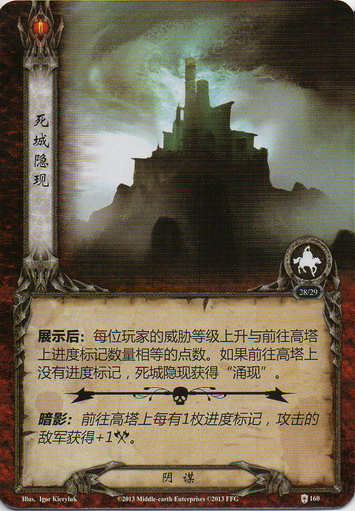 死城隐现
28/29
展示后：每位玩家的威胁等级上升与前往高塔
上进度标记数量相等的点数。如果前往高塔上
没有进度标记，死城隐现获得“涌现”。
暗影：前往高塔上每有1枚进度标记，攻击的
敌军获得+1。
阴谋
Illus. Igor Kieryluk
©2013 Middle-earth Enterprises ©2013 FFG
160